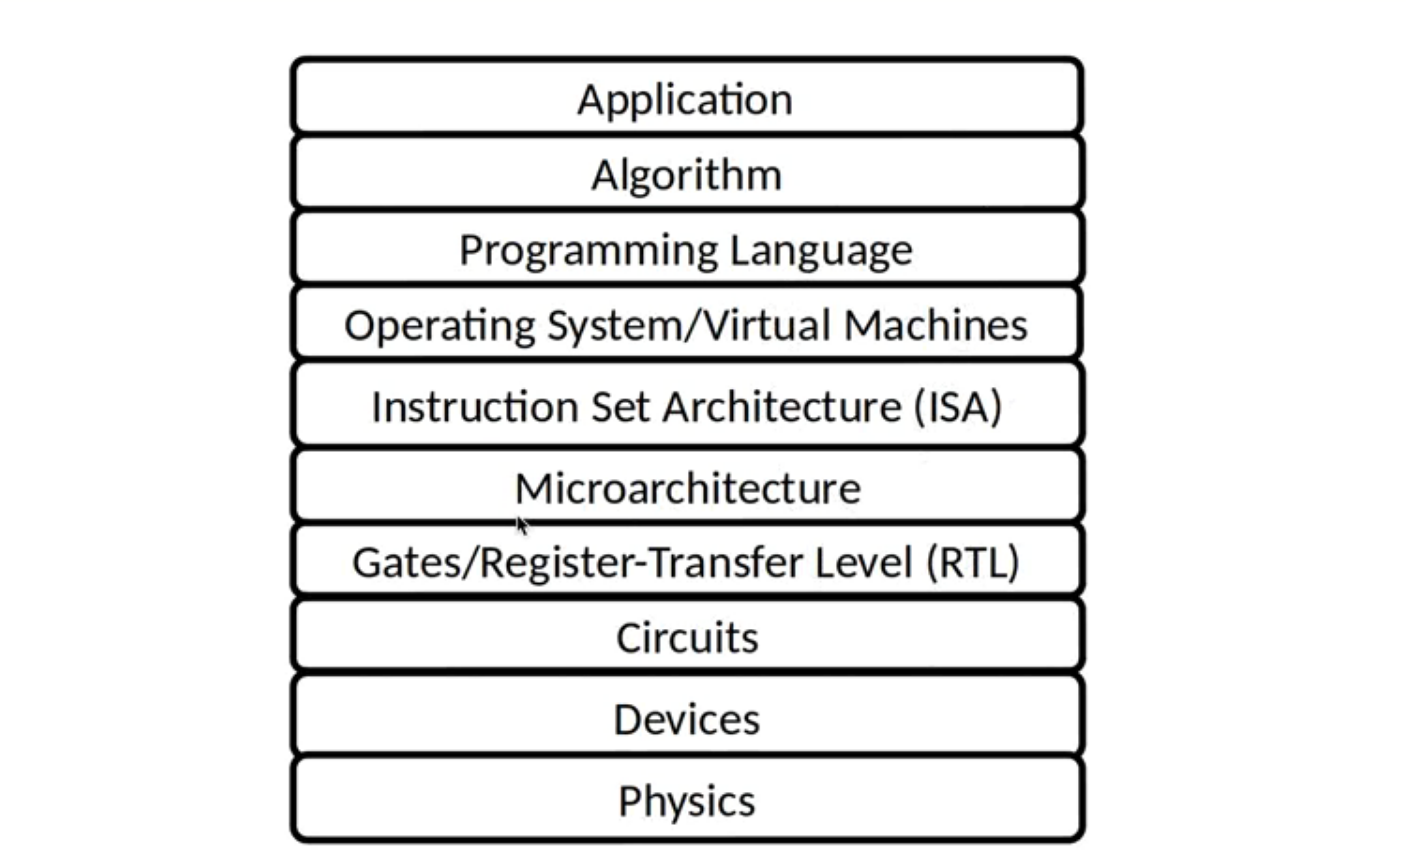 Application
Algorithm
Programming Language
Operating System/Virtual Machines
Instruction Set Architecture (ISA)
Microarchitecture
Gates/Register-Transfer Level (RTL)
Circuits
Devices
Physics